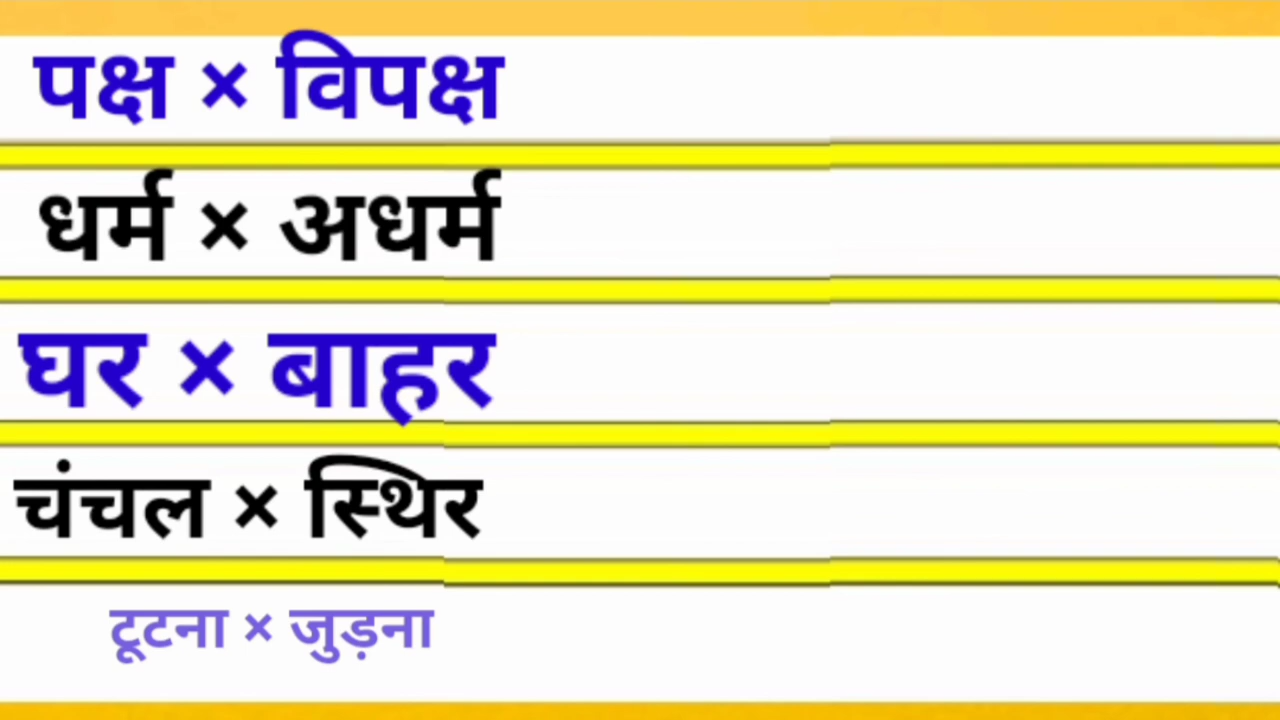 पक्ष × विपक्ष
धर्म × अधर्म
घर × बाहर
चंचल × स्थिर
टूटना × जुड़ना